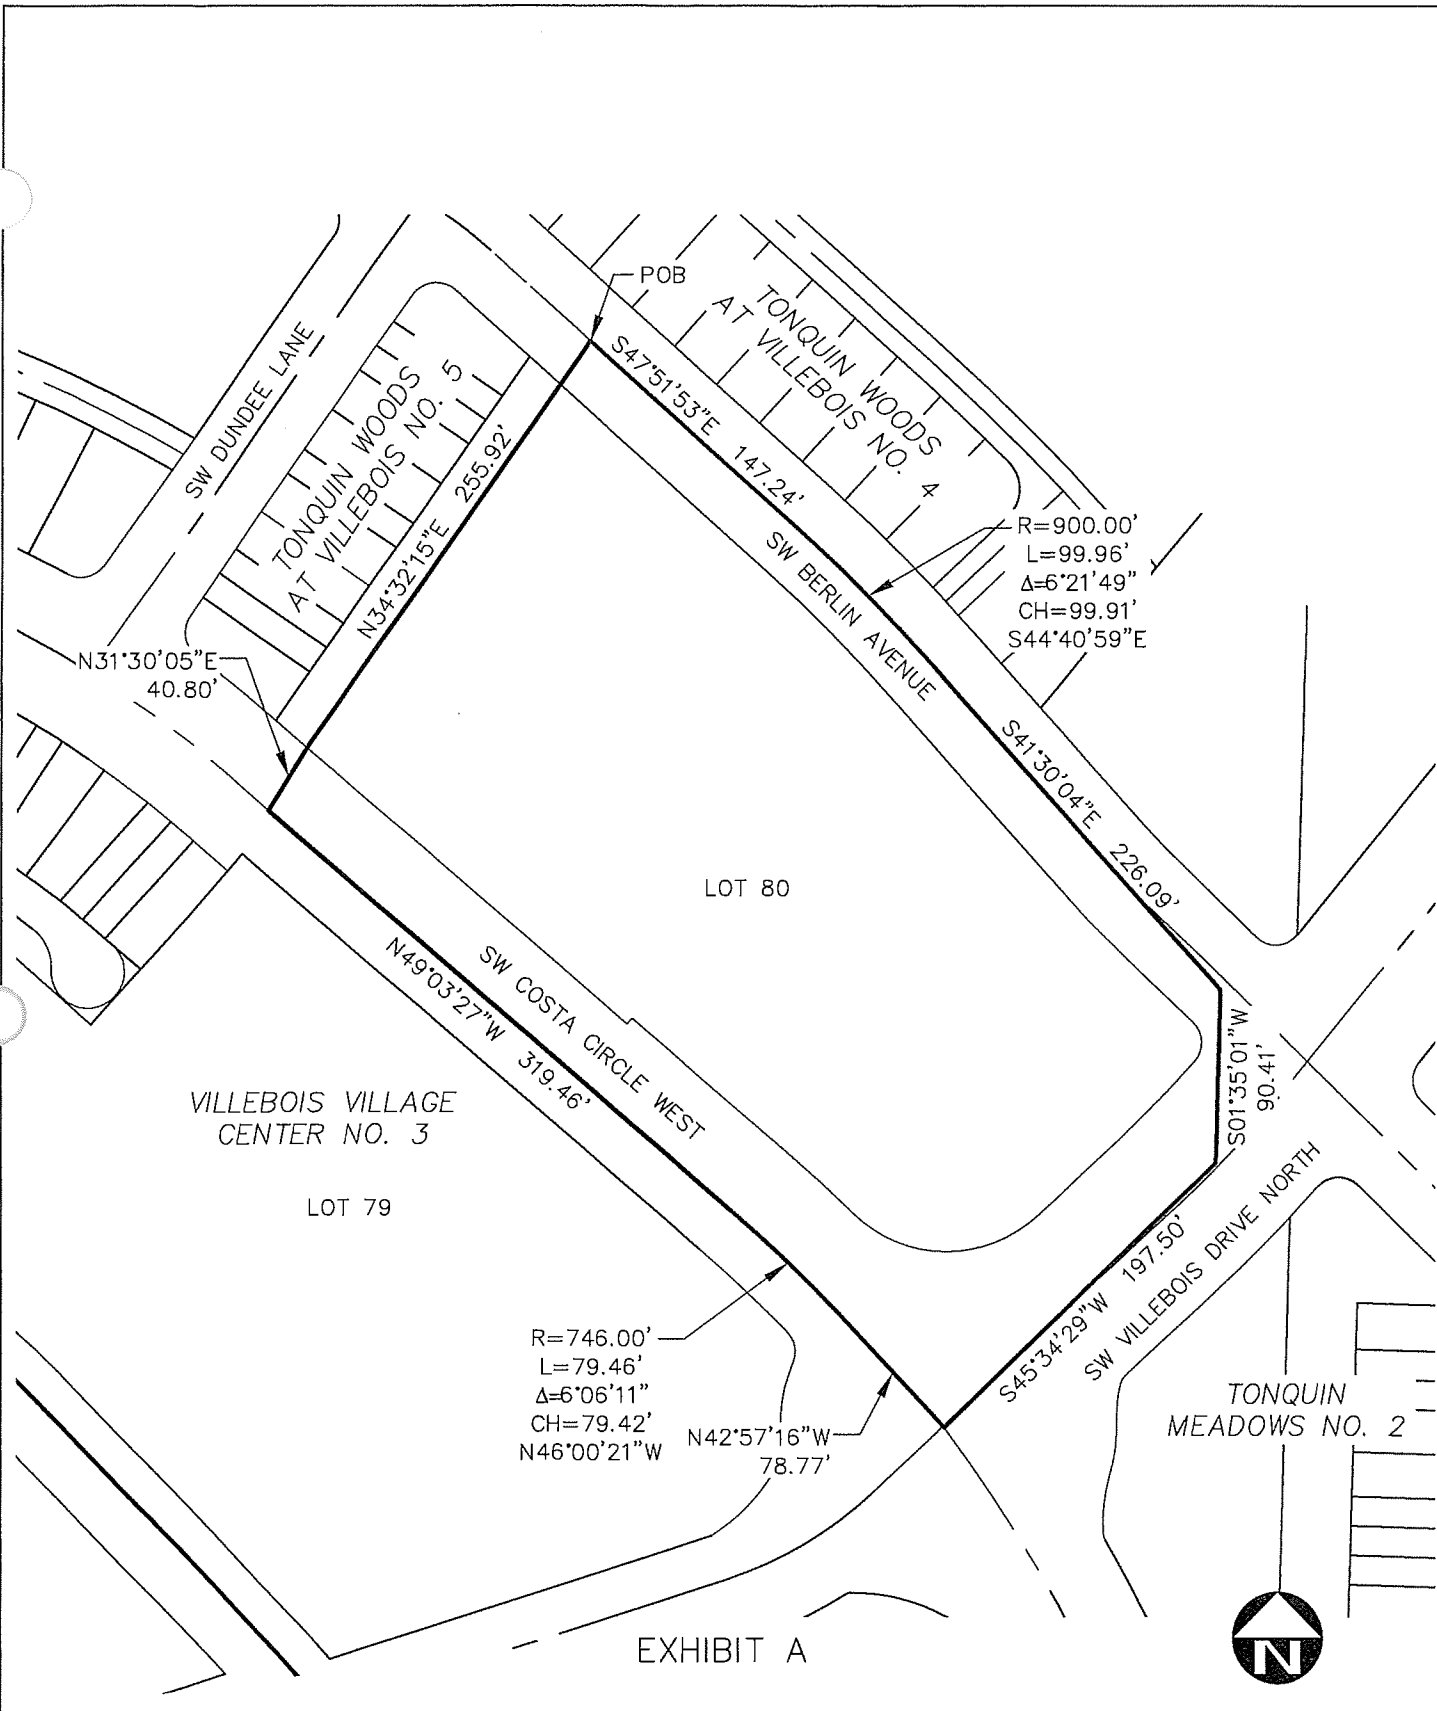 POB
S47°51'53"E 147.24'
TONQUIN WOODS
AT VILLEBOIS NO. 4
SW DUNDEE LANE
TONQUIN WOODS
AT VILLEBOIS NO. 5
N34°32'15"E 255.92'
R=900.00'
L=99.96'
Δ=6°21'49"
CH=99.91'
S44°40'59"E
SW BERLIN AVENUE
N31°30'05"E
40.80'
S41°30'04"E 226.09'
LOT 80
N49°03'27"W 319.46'
SW COSTA CIRCLE WEST
S01°35'01"W
90.41'
VILLEBOIS VILLAGE
CENTER NO. 3
LOT 79
S45°34'29"W 197.50'
SW VILLEBOIS DRIVE NORTH
R=746.00'
L=79.46'
Δ=6°06'11"
CH=79.42'
N46°00'21"W
N42°57'16"W
78.77'
TONQUIN
MEADOWS NO. 2
EXHIBIT A
N